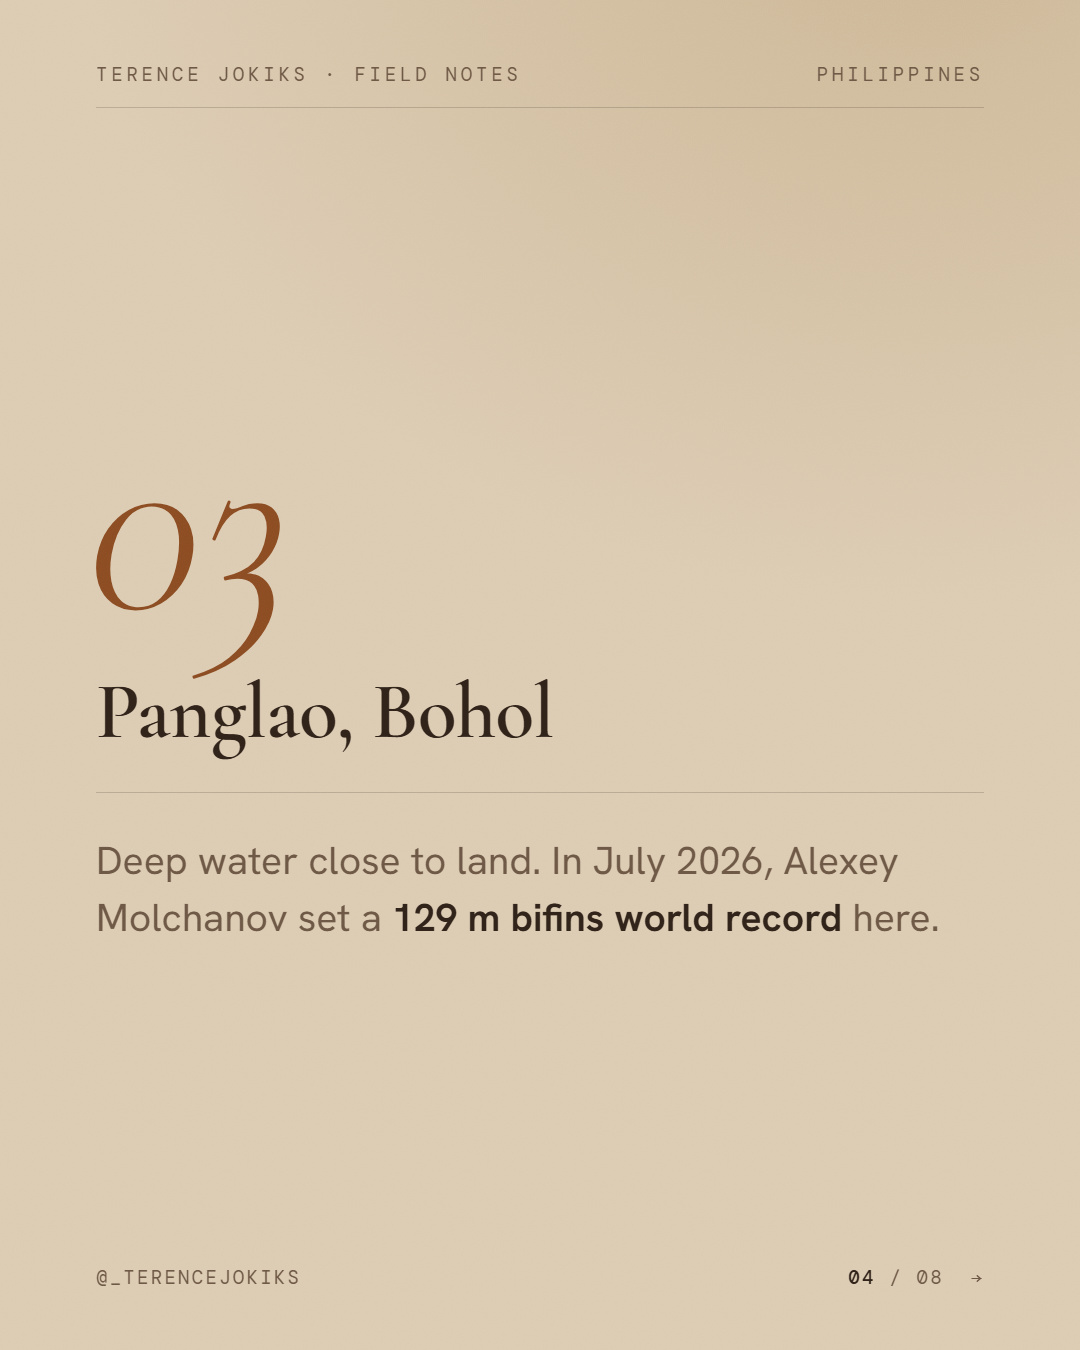 TERENCE JOKIKS · FIELD NOTES
PHILIPPINES
03
Panglao, Bohol
Deep water close to land. In July 2026, Alexey
Molchanov set a 129 m bifins world record here.
@_TERENCEJOKIKS
04 / 08 →